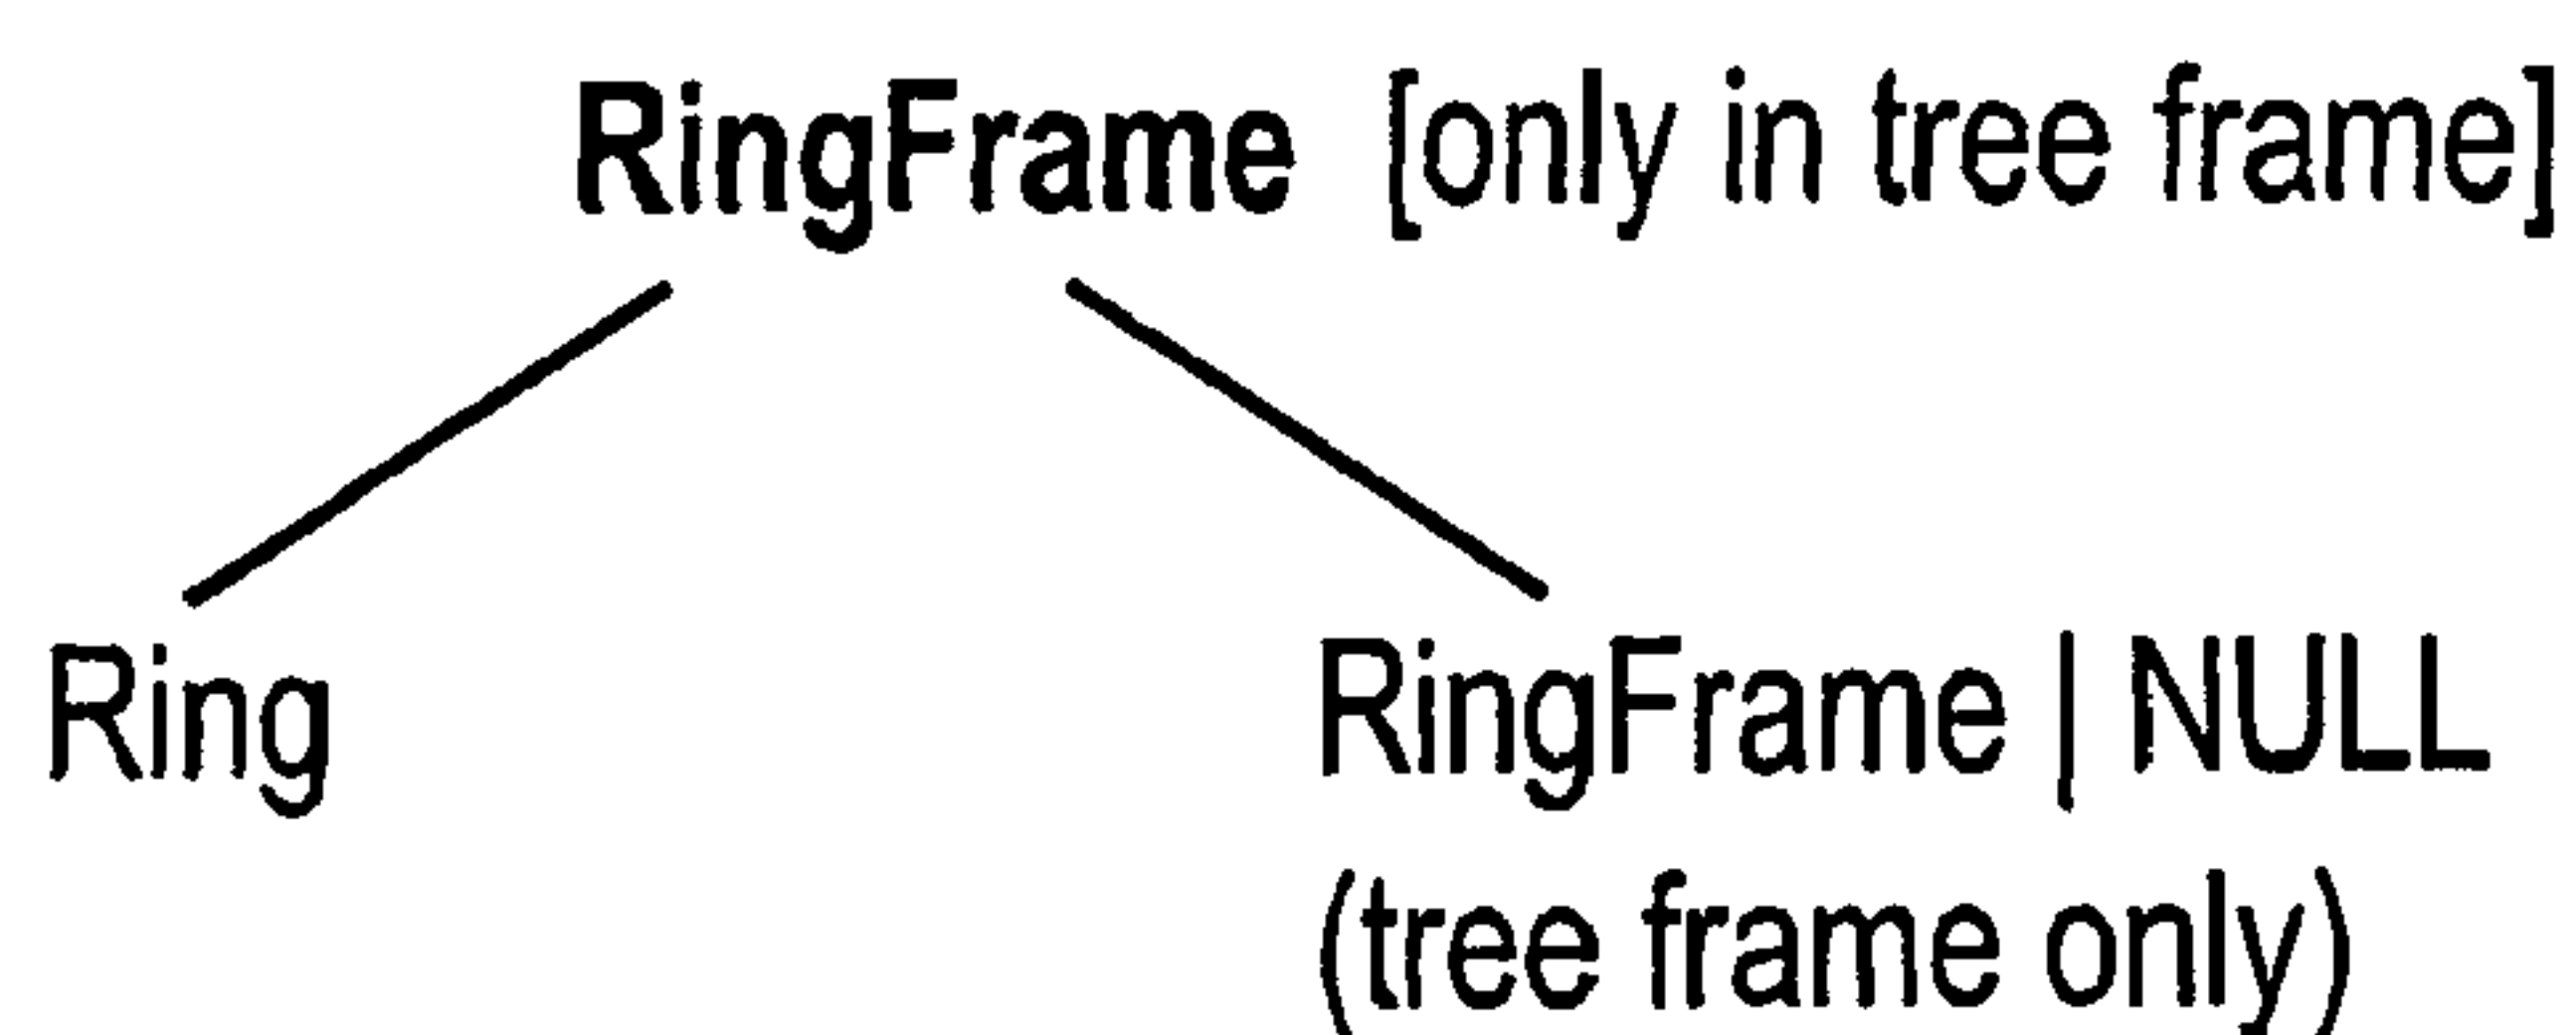 RingFrame [only in tree frame]
Ring
RingFrame | NULL
(tree frame only)